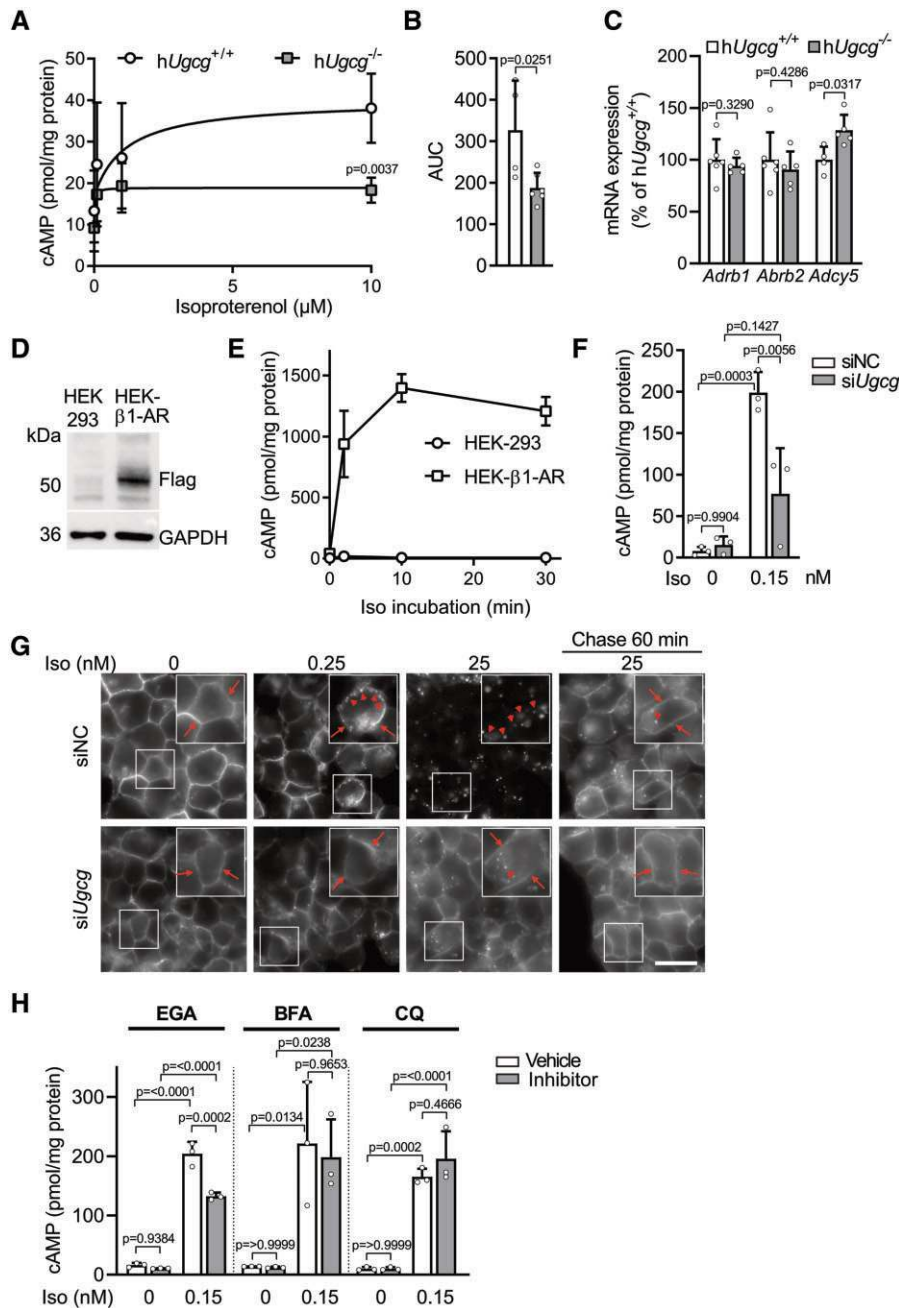 A
hUgcg+/+
hUgcg-/-
50
40
30
20
10
0
cAMP (pmol/mg protein)
p=0.0037
0
5
10
Isoproterenol (µM)
B
p=0.0251
500
400
300
200
100
0
AUC
C
hUgcg+/+
hUgcg-/-
p=0.4286
p=0.0317
p=0.3290
200
150
100
50
0
mRNA expression
(% of hUgcg+/+)
Adrb1
Abrb2
Adcy5
D
HEK
293
HEK-
β1-AR
kDa
50
Flag
36
GAPDH
E
1500
1000
500
0
cAMP (pmol/mg protein)
HEK-293
HEK-β1-AR
0
10
20
30
Iso incubation (min)
F
p=0.1427
p=0.0056
siNC
siUgcg
p=0.0003
p=0.9904
250
200
150
100
50
0
cAMP (pmol/mg protein)
Iso
0
0.15
nM
G
Chase 60 min
Iso (nM)
0
0.25
25
25
siNC
siUgcg
H
EGA
BFA
CQ
Vehicle
Inhibitor
p=<0.0001
p=<0.0001
p=0.0002
p=0.9384
p=0.0238
p=0.9653
p=0.0134
p=>0.9999
p=<0.0001
p=0.4666
p=0.0002
p=>0.9999
300
200
100
0
cAMP (pmol/mg protein)
Iso (nM)
0
0.15
0
0.15
0
0.15